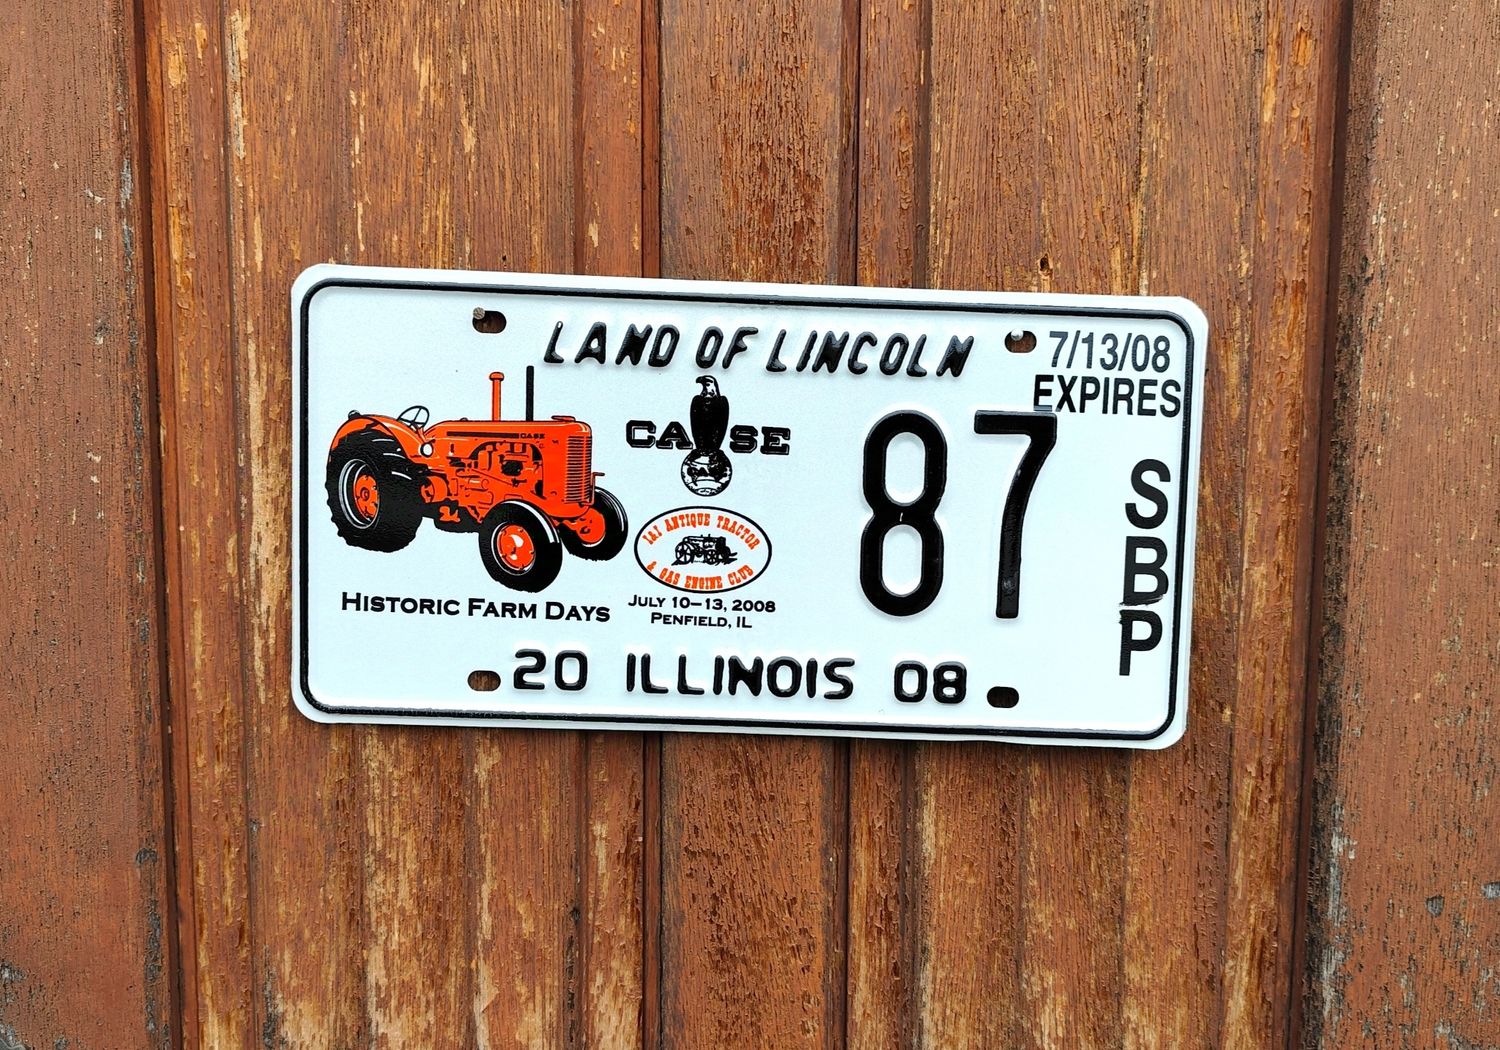 LAND OF LINCOLN
7/13/08
EXPIRES
CASE
CASE
87
SBP
I&I ANTIQUE TRACTOR
& GAS ENGINE CLUB
HISTORIC FARM DAYS
JULY 10–13, 2008
PENFIELD, IL
20 ILLINOIS 08